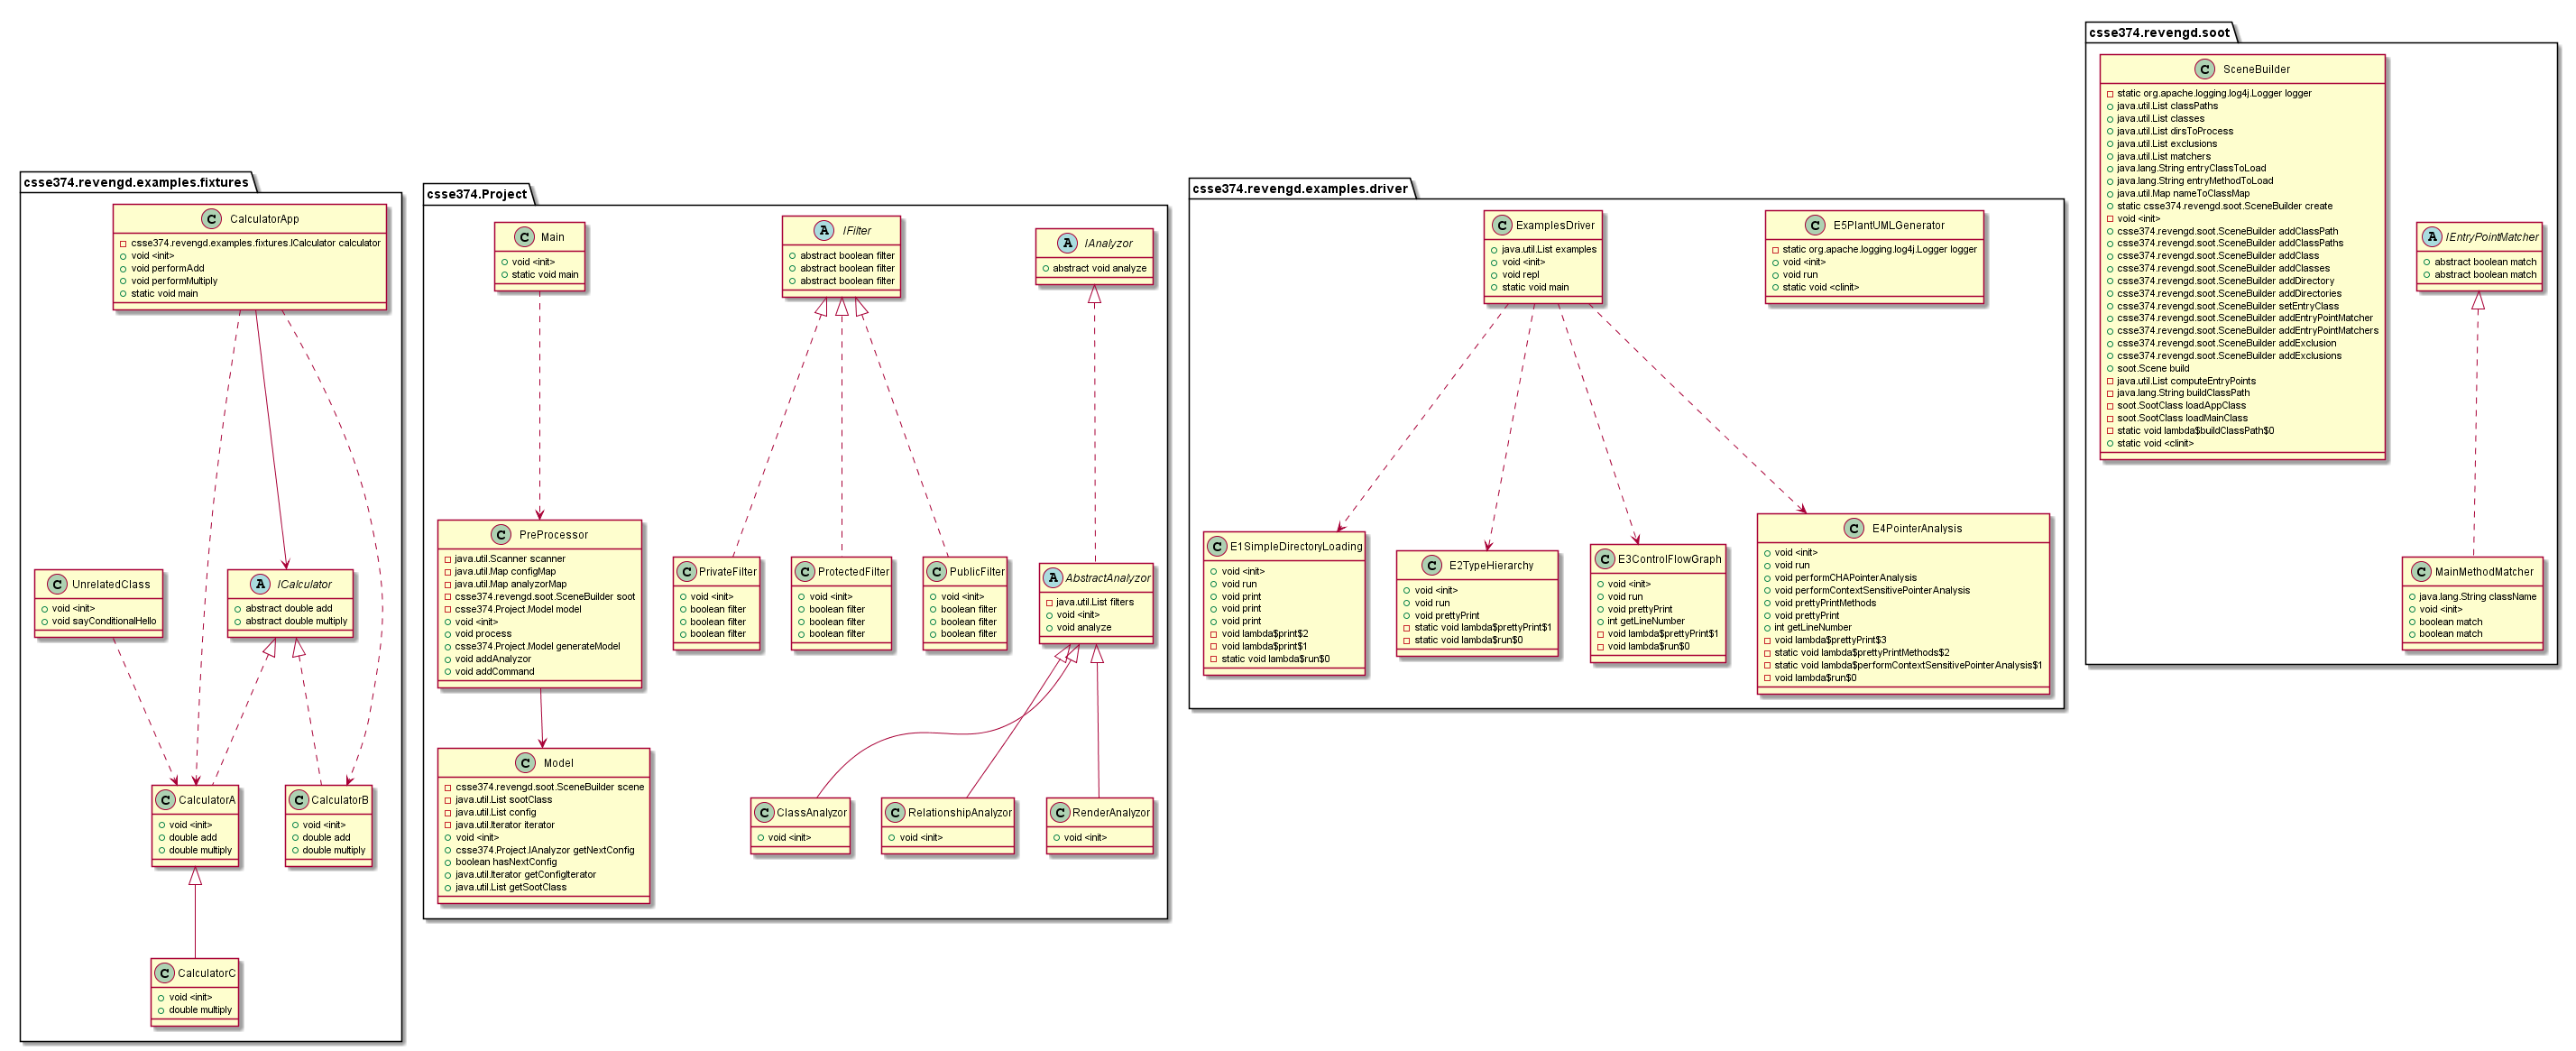 csse374.revengd.examples.fixtures
C CalculatorApp
csse374.revengd.examples.fixtures.ICalculator calculator
void <init>
void performAdd
void performMultiply
static void main
C UnrelatedClass
void <init>
void sayConditionalHello
A ICalculator
abstract double add
abstract double multiply
C CalculatorA
void <init>
double add
double multiply
C CalculatorB
void <init>
double add
double multiply
C CalculatorC
void <init>
double multiply
csse374.Project
C Main
void <init>
static void main
A IFilter
abstract boolean filter
abstract boolean filter
abstract boolean filter
A IAnalyzor
abstract void analyze
C PreProcessor
java.util.Scanner scanner
java.util.Map configMap
java.util.Map analyzorMap
csse374.revengd.soot.SceneBuilder soot
csse374.Project.Model model
void <init>
void process
csse374.Project.Model generateModel
void addAnalyzor
void addCommand
C PrivateFilter
void <init>
boolean filter
boolean filter
boolean filter
C ProtectedFilter
void <init>
boolean filter
boolean filter
boolean filter
C PublicFilter
void <init>
boolean filter
boolean filter
boolean filter
A AbstractAnalyzor
java.util.List filters
void <init>
void analyze
C Model
csse374.revengd.soot.SceneBuilder scene
java.util.List sootClass
java.util.List config
java.util.Iterator iterator
void <init>
csse374.Project.IAnalyzor getNextConfig
boolean hasNextConfig
java.util.Iterator getConfigIterator
java.util.List getSootClass
C ClassAnalyzor
void <init>
C RelationshipAnalyzor
void <init>
C RenderAnalyzor
void <init>
csse374.revengd.examples.driver
C ExamplesDriver
java.util.List examples
void <init>
void repl
static void main
C E5PlantUMLGenerator
static org.apache.logging.log4j.Logger logger
void <init>
void run
static void <clinit>
C E1SimpleDirectoryLoading
void <init>
void run
void print
void print
void print
void lambda$print$2
void lambda$print$1
static void lambda$run$0
C E2TypeHierarchy
void <init>
void run
void prettyPrint
static void lambda$prettyPrint$1
static void lambda$run$0
C E3ControlFlowGraph
void <init>
void run
void prettyPrint
int getLineNumber
void lambda$prettyPrint$1
void lambda$run$0
C E4PointerAnalysis
void <init>
void run
void performCHAPointerAnalysis
void performContextSensitivePointerAnalysis
void prettyPrintMethods
void prettyPrint
int getLineNumber
void lambda$prettyPrint$3
static void lambda$prettyPrintMethods$2
static void lambda$performContextSensitivePointerAnalysis$1
void lambda$run$0
csse374.revengd.soot
C SceneBuilder
static org.apache.logging.log4j.Logger logger
java.util.List classPaths
java.util.List classes
java.util.List dirsToProcess
java.util.List exclusions
java.util.List matchers
java.lang.String entryClassToLoad
java.lang.String entryMethodToLoad
java.util.Map nameToClassMap
static csse374.revengd.soot.SceneBuilder create
void <init>
csse374.revengd.soot.SceneBuilder addClassPath
csse374.revengd.soot.SceneBuilder addClassPaths
csse374.revengd.soot.SceneBuilder addClass
csse374.revengd.soot.SceneBuilder addClasses
csse374.revengd.soot.SceneBuilder addDirectory
csse374.revengd.soot.SceneBuilder addDirectories
csse374.revengd.soot.SceneBuilder setEntryClass
csse374.revengd.soot.SceneBuilder addEntryPointMatcher
csse374.revengd.soot.SceneBuilder addEntryPointMatchers
csse374.revengd.soot.SceneBuilder addExclusion
csse374.revengd.soot.SceneBuilder addExclusions
soot.Scene build
java.util.List computeEntryPoints
java.lang.String buildClassPath
soot.SootClass loadAppClass
soot.SootClass loadMainClass
static void lambda$buildClassPath$0
static void <clinit>
A IEntryPointMatcher
abstract boolean match
abstract boolean match
C MainMethodMatcher
java.lang.String className
void <init>
boolean match
boolean match